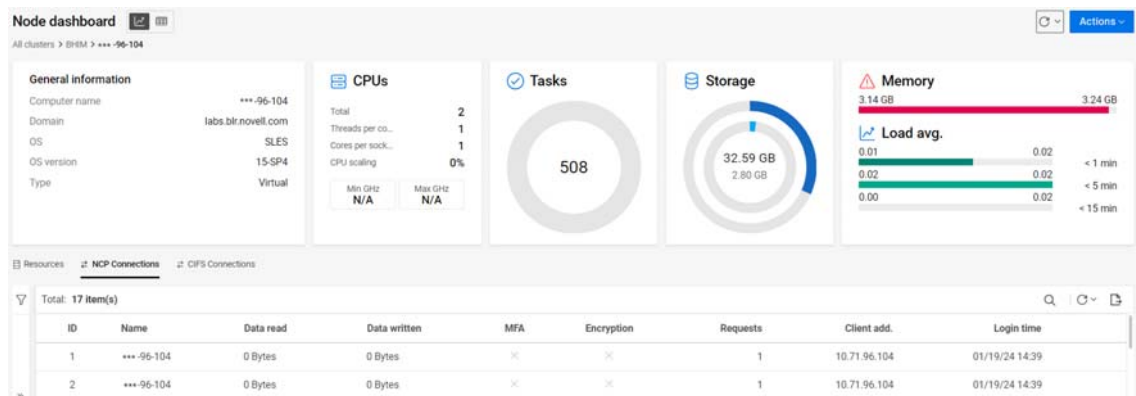 Node dashboard
Actions
All clusters > BHIM > ***-96-104
General information
Computer name ***-96-104
Domain labs.blr.novell.com
OS SLES
OS version 15-SP4
Type Virtual
CPUs
Total 2
Threads per co... 1
Cores per sock... 1
CPU scaling 0%
Min GHz
N/A
Max GHz
N/A
Tasks
508
Storage
32.59 GB
2.80 GB
Memory
3.14 GB 3.24 GB
Load avg.
0.01 0.02
< 1 min
0.02 0.02
< 5 min
0.00 0.02
< 15 min
Resources NCP Connections CIFS Connections
Total: 17 item(s)
ID Name Data read Data written MFA Encryption Requests Client add. Login time
1 ***-96-104 0 Bytes 0 Bytes 1 10.71.96.104 01/19/24 14:39
2 ***-96-104 0 Bytes 0 Bytes 1 10.71.96.104 01/19/24 14:39